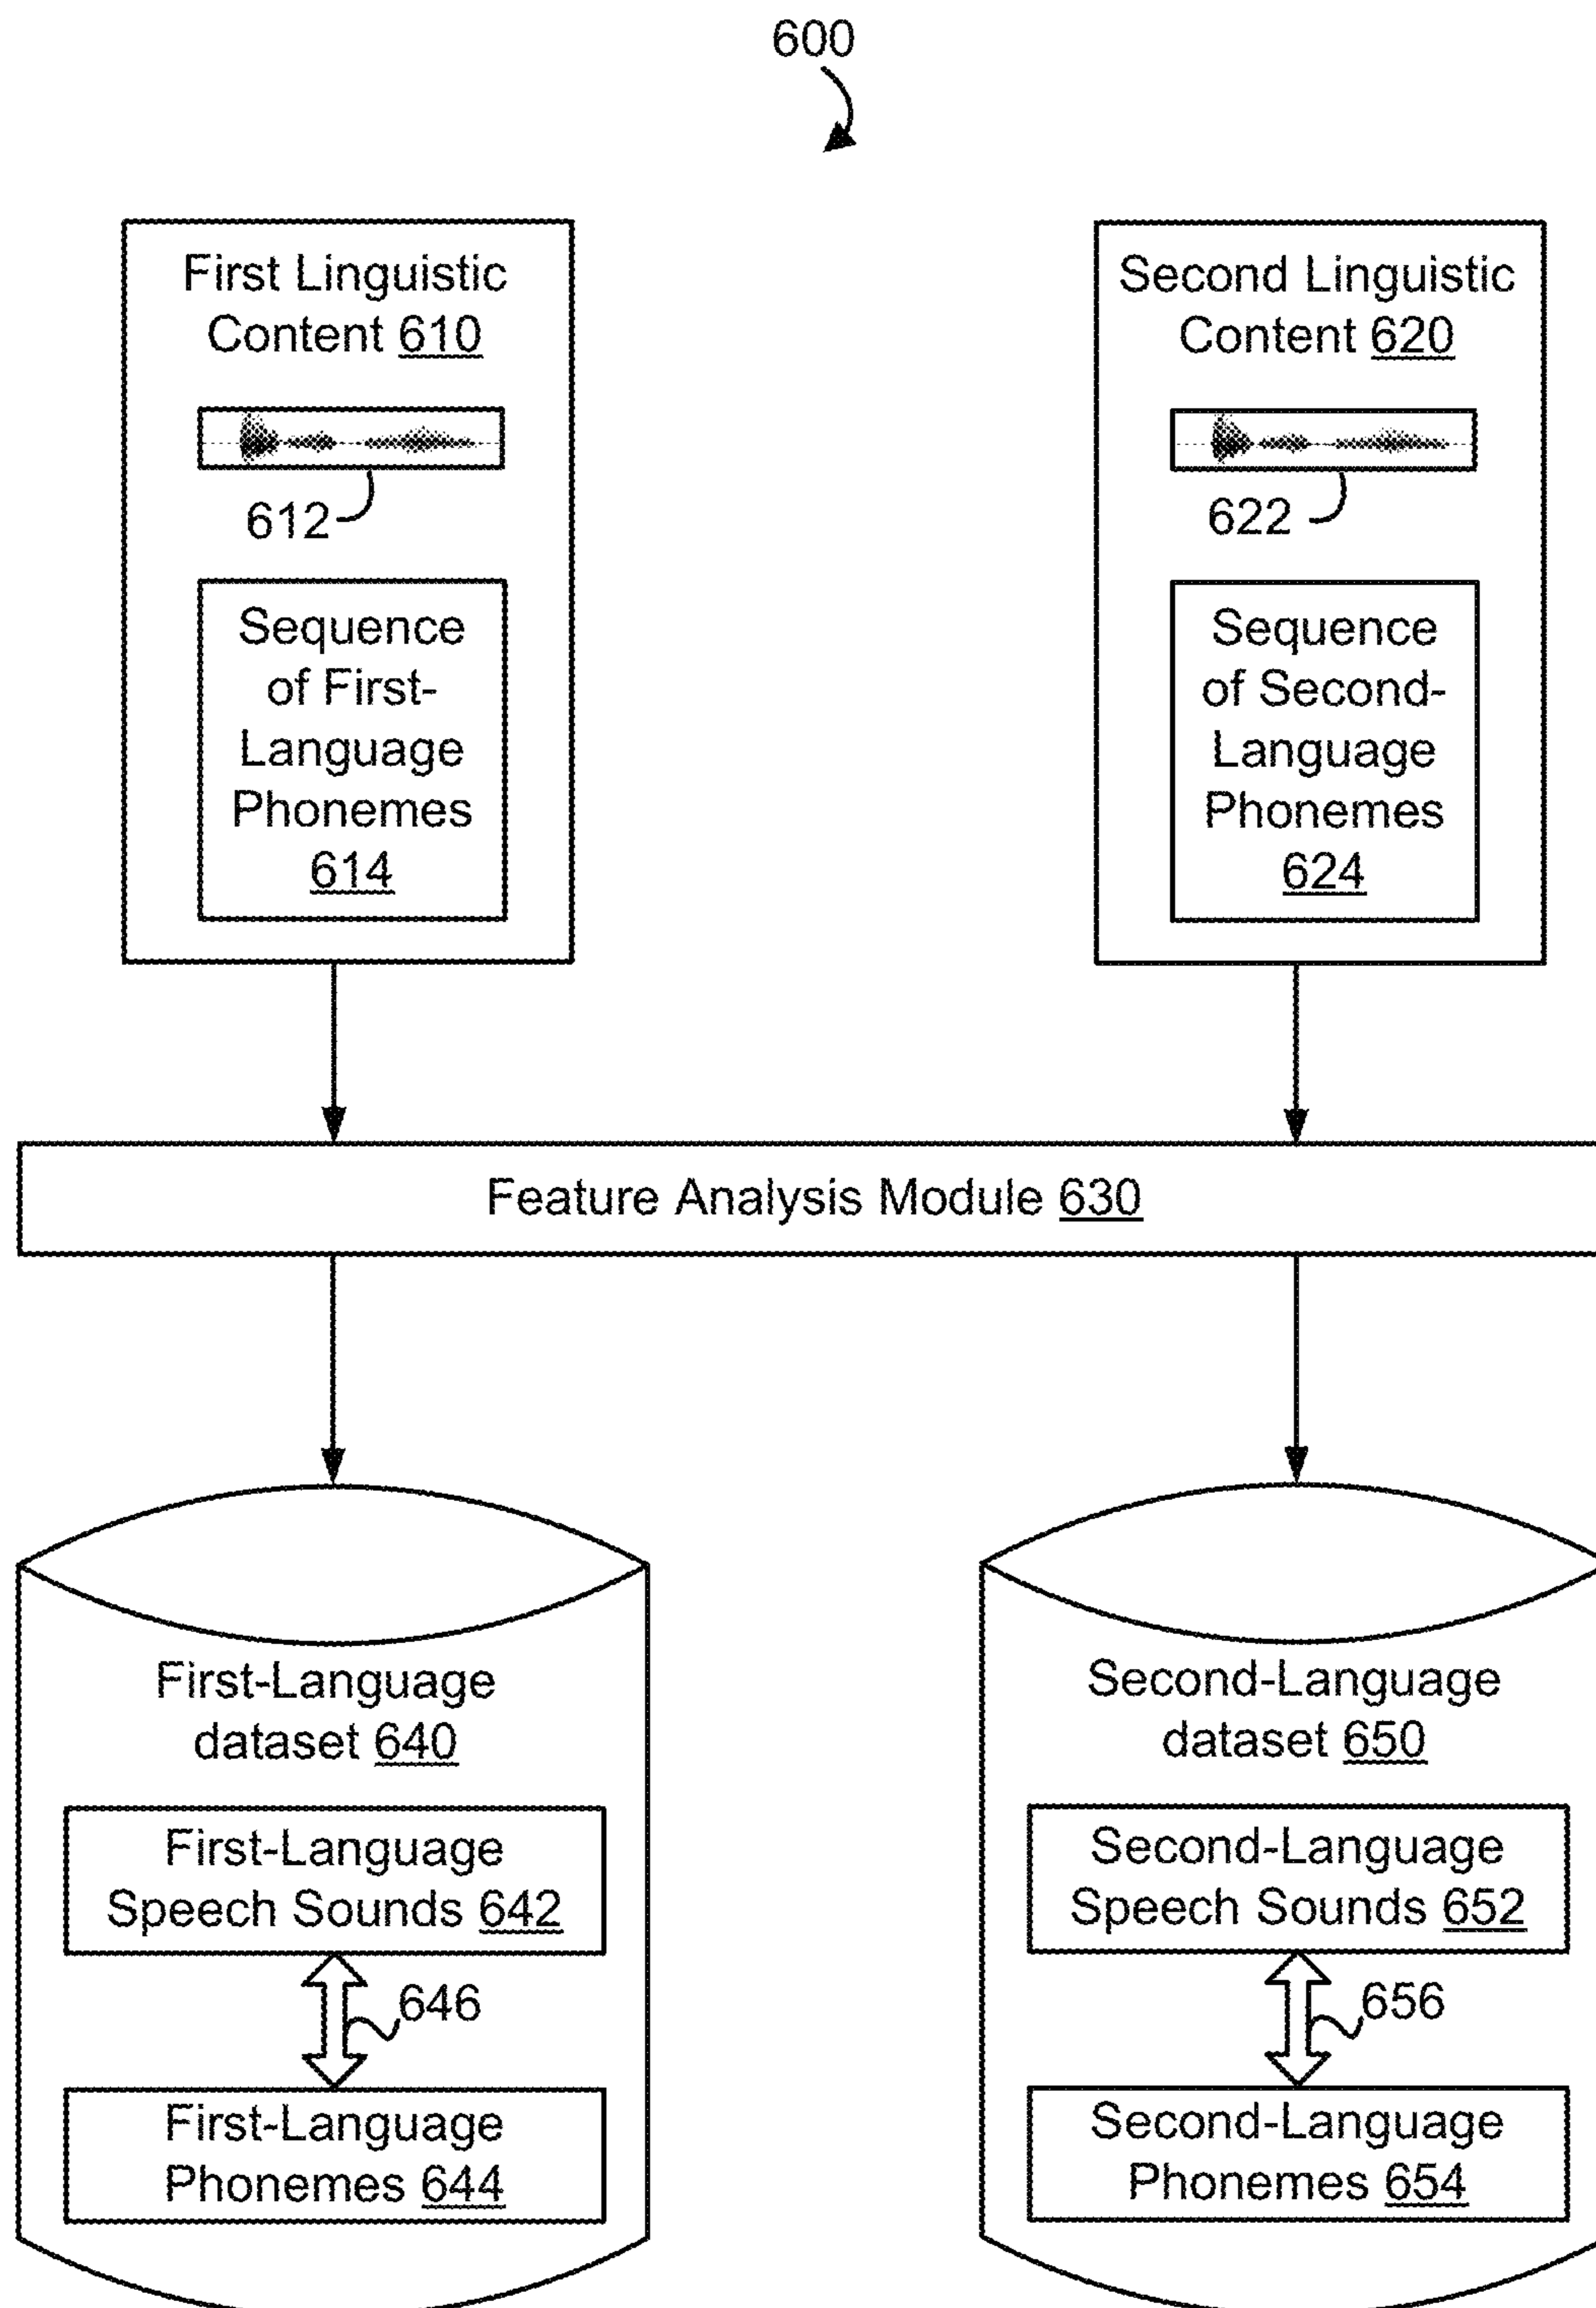 600
First Linguistic
Content 610
612
Sequence
of First-
Language
Phonemes
614
Second Linguistic
Content 620
622
Sequence
of Second-
Language
Phonemes
624
Feature Analysis Module 630
First-Language
dataset 640
First-Language
Speech Sounds 642
646
First-Language
Phonemes 644
Second-Language
dataset 650
Second-Language
Speech Sounds 652
656
Second-Language
Phonemes 654